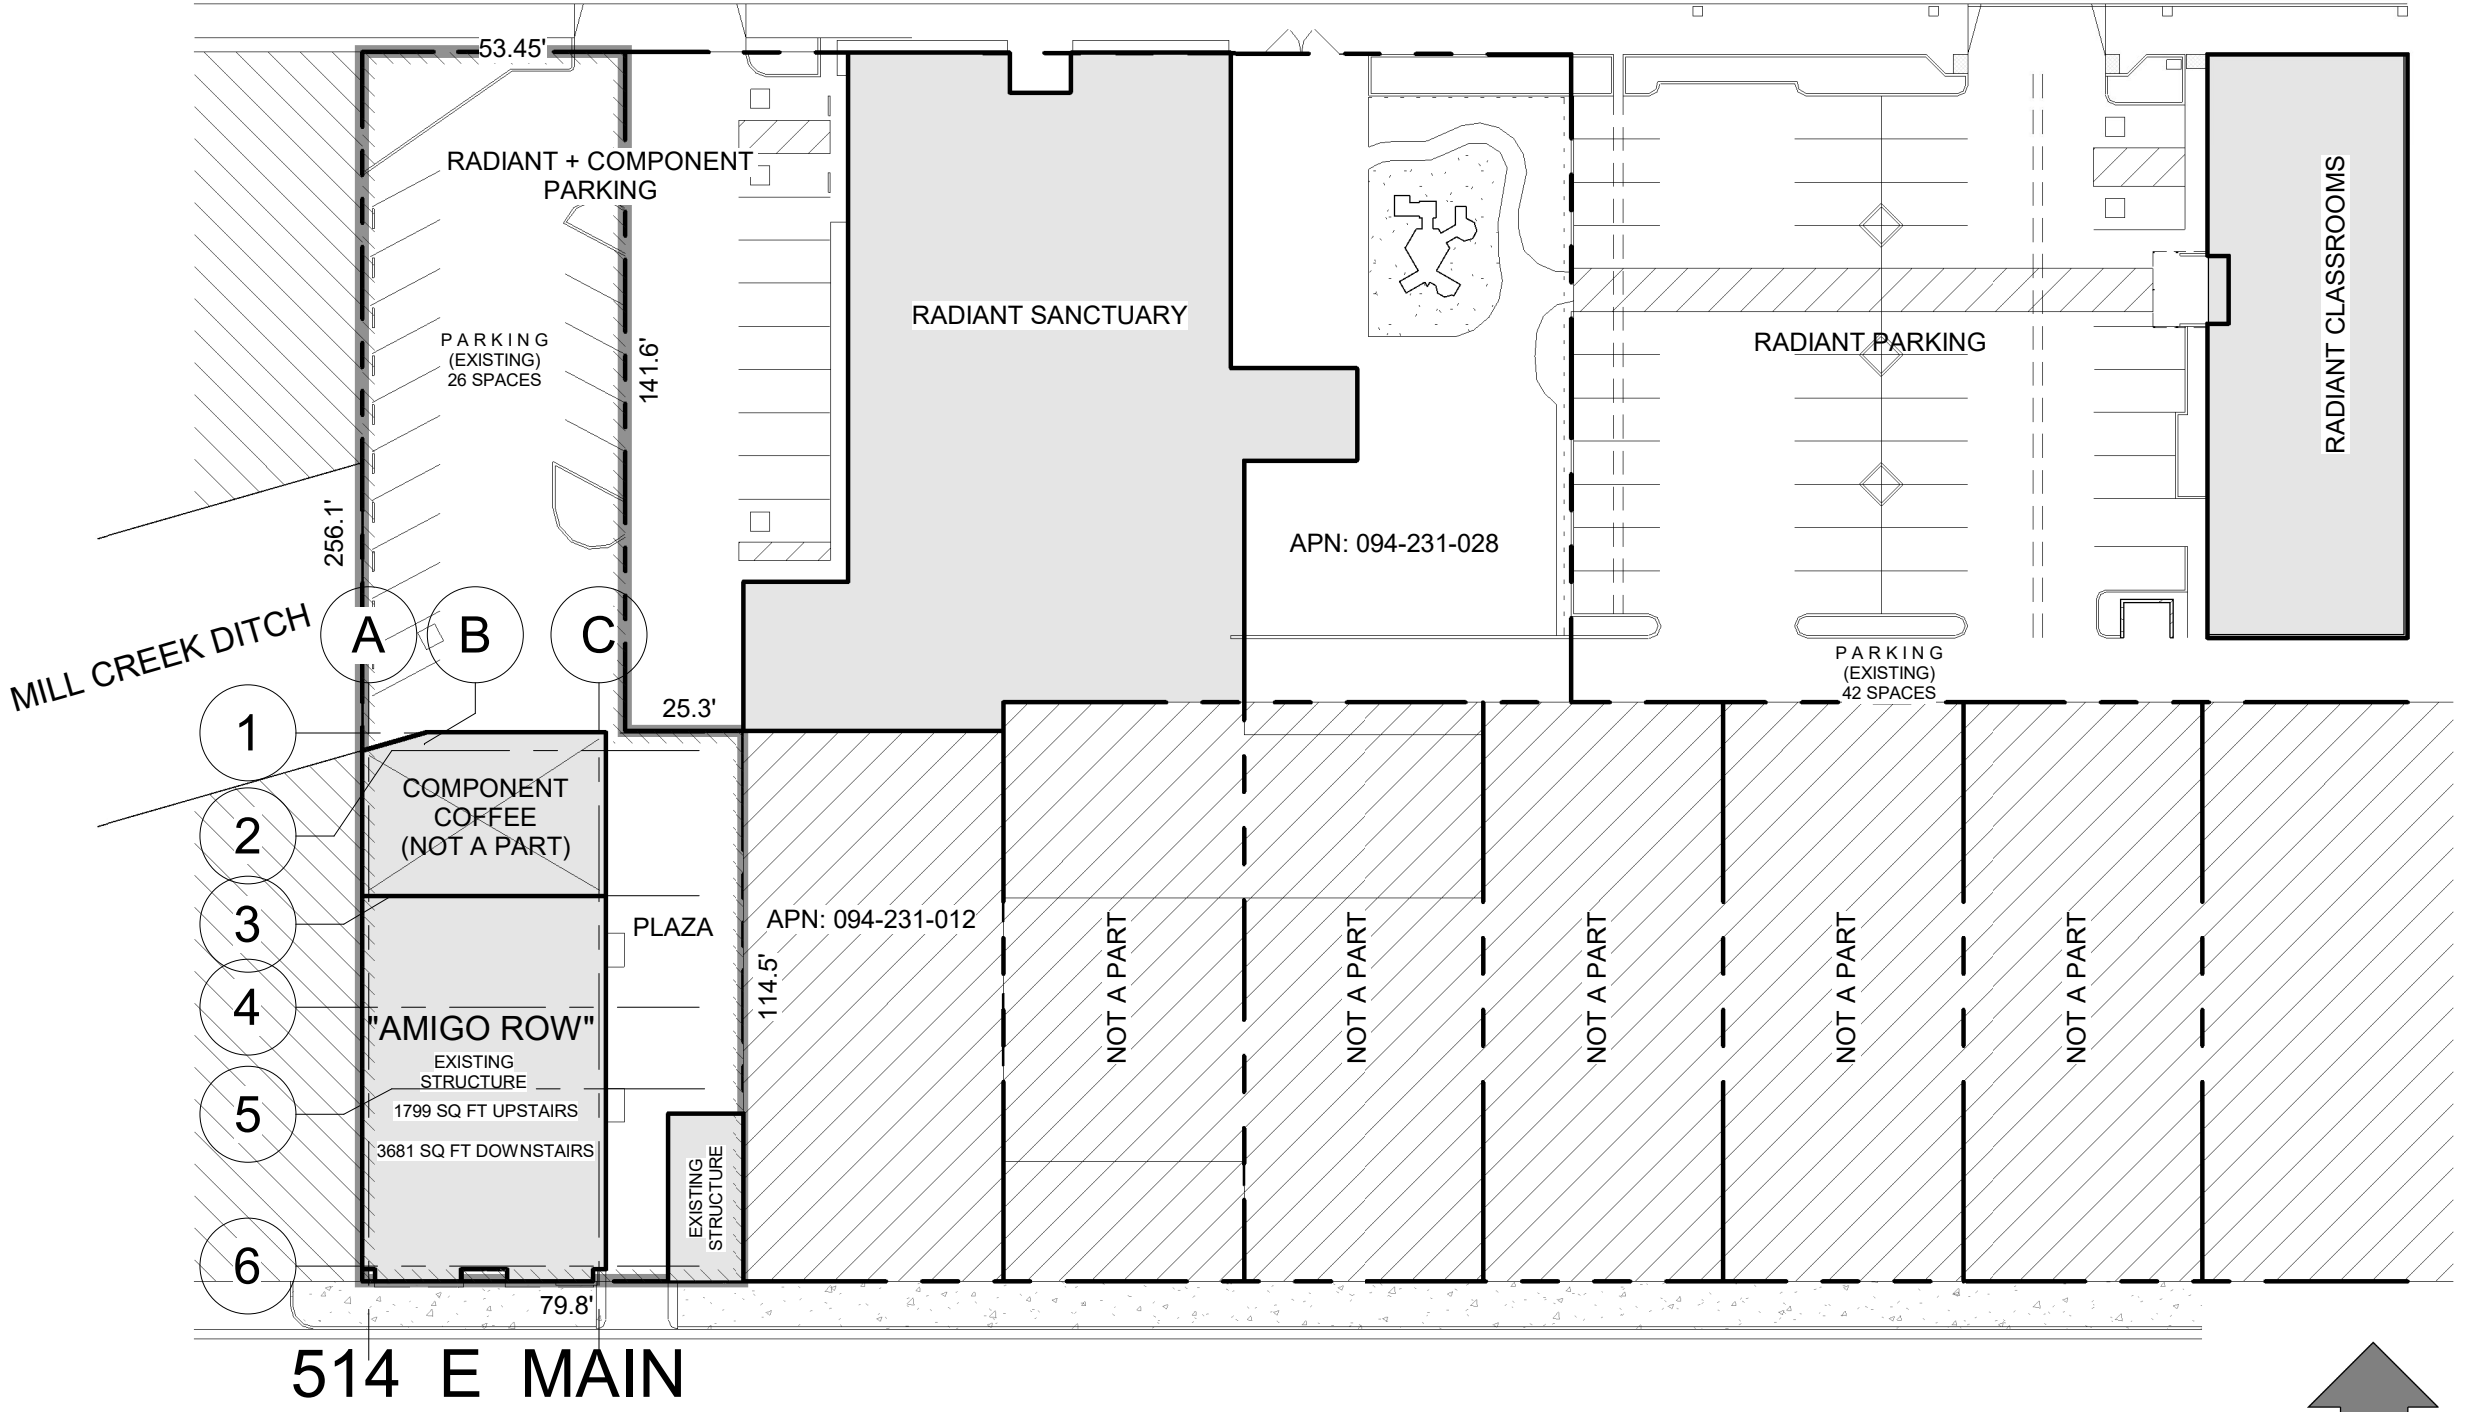 53.45'
RADIANT + COMPONENT
PARKING
PARKING
(EXISTING)
26 SPACES
141.6'
256.1'
RADIANT SANCTUARY
RADIANT PARKING
RADIANT CLASSROOMS
APN: 094-231-028
MILL CREEK DITCH
A
B
C
PARKING
(EXISTING)
42 SPACES
25.3'
1
2
3
4
5
6
COMPONENT
COFFEE
(NOT A PART)
PLAZA
APN: 094-231-012
114.5'
NOT A PART
NOT A PART
NOT A PART
NOT A PART
NOT A PART
"AMIGO ROW"
EXISTING
STRUCTURE
1799 SQ FT UPSTAIRS
3681 SQ FT DOWNSTAIRS
EXISTING
STRUCTURE
79.8'
514 E MAIN